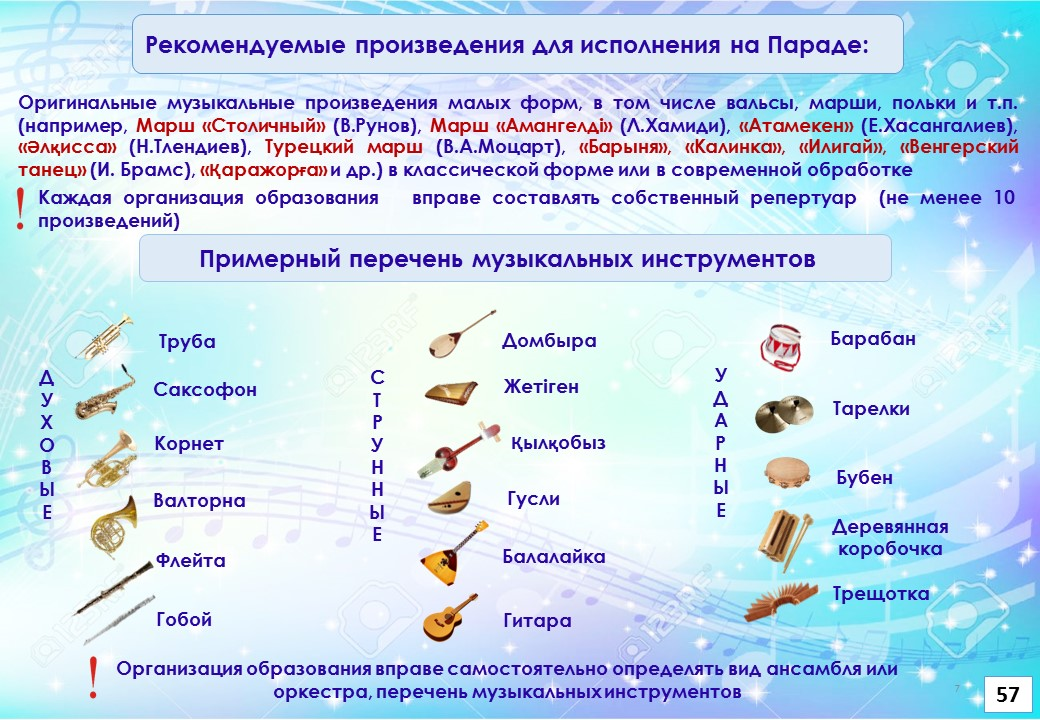 Рекомендуемые произведения для исполнения на Параде:
Оригинальные музыкальные произведения малых форм, в том числе вальсы, марши, польки и т.п.
(например, Марш «Столичный» (В.Рунов), Марш «Амангелді» (Л.Хамиди), «Атамекен» (Е.Хасангалиев),
«Әлқисса» (Н.Тлендиев), Турецкий марш (В.А.Моцарт), «Барыня», «Калинка», «Илигай», «Венгерский
танец» (И. Брамс), «Қаражорға» и др.) в классической форме или в современной обработке
! Каждая организация образования вправе составлять собственный репертуар (не менее 10
произведений)
Примерный перечень музыкальных инструментов
ДУХОВЫЕ
Труба
Саксофон
Корнет
Валторна
Флейта
Гобой
СТРУННЫЕ
Домбыра
Жетіген
Қылқобыз
Гусли
Балалайка
Гитара
УДАРНЫЕ
Барабан
Тарелки
Бубен
Деревянная
коробочка
Трещотка
! Организация образования вправе самостоятельно определять вид ансамбля или
оркестра, перечень музыкальных инструментов
7
57